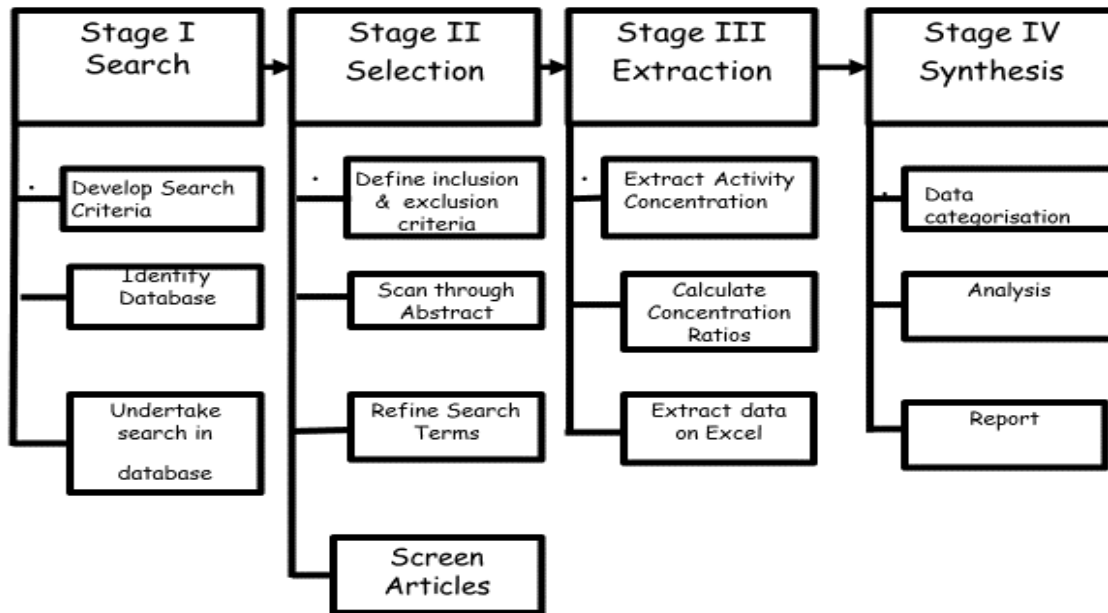 Stage I
Search
Stage II
Selection
Stage III
Extraction
Stage IV
Synthesis
Develop Search
Criteria
Identity
Database
Undertake
search in
database
Define inclusion
& exclusion
criteria
Scan through
Abstract
Refine Search
Terms
Screen
Articles
Extract Activity
Concentration
Calculate
Concentration
Ratios
Extract data
on Excel
Data
categorisation
Analysis
Report